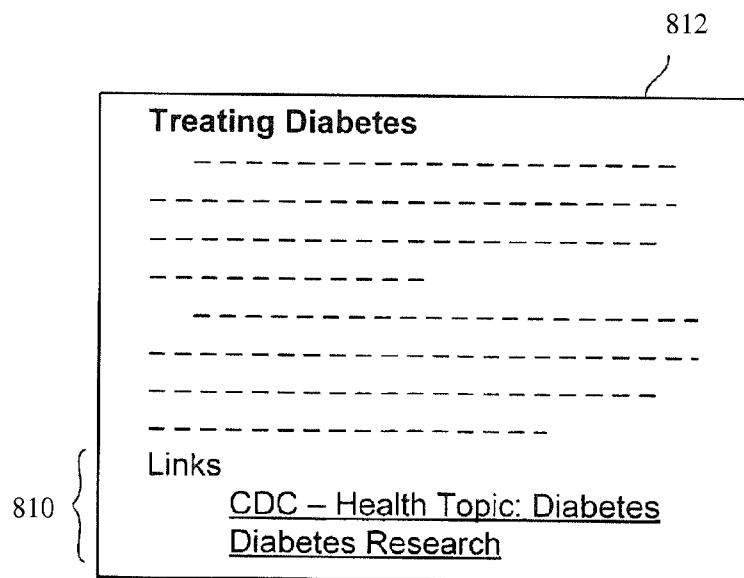 812
Treating Diabetes
Links
810
CDC – Health Topic: Diabetes
Diabetes Research